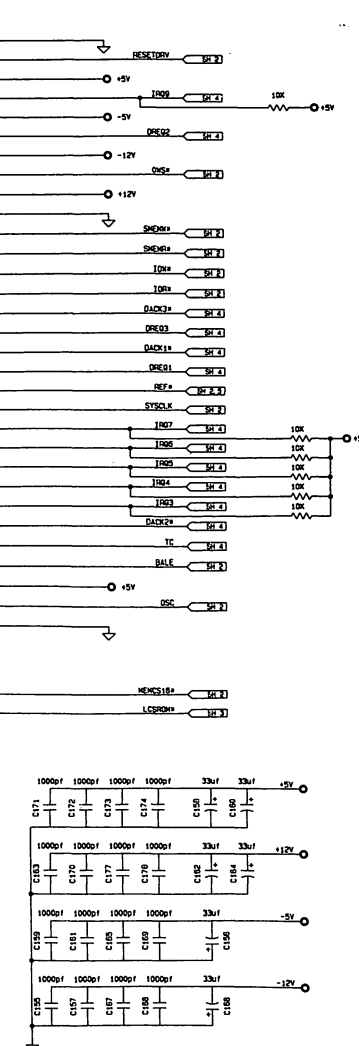 RESETDRV SH 2
+5V
IRQ9 SH 4 10K +5V
-5V
DREQ2 SH 4
-12V
OWS* SH 2
+12V
SMEMW* SH 2
SMEMR* SH 2
IOW* SH 2
IOR* SH 2
DACK3* SH 4
DREQ3 SH 4
DACK1* SH 4
DREQ1 SH 4
REF* SH 2,5
SYSCLK SH 2
IRQ7 SH 4 10K
IRQ6 SH 4 10K
IRQ5 SH 4 10K
IRQ4 SH 4 10K
IRQ3 SH 4 10K
DACK2* SH 4
TC SH 4
BALE SH 2
+5V
OSC SH 2
MEMCS16* SH 2
LCSROM* SH 3
1000pf 1000pf 1000pf 1000pf 33uf 33uf +5V
C171 C172 C173 C174 C158 C160
1000pf 1000pf 1000pf 1000pf 33uf 33uf +12V
C163 C170 C177 C178 C162 C164
1000pf 1000pf 1000pf 1000pf 33uf -5V
C159 C161 C165 C169 C156
1000pf 1000pf 1000pf 1000pf 33uf -12V
C155 C157 C167 C168